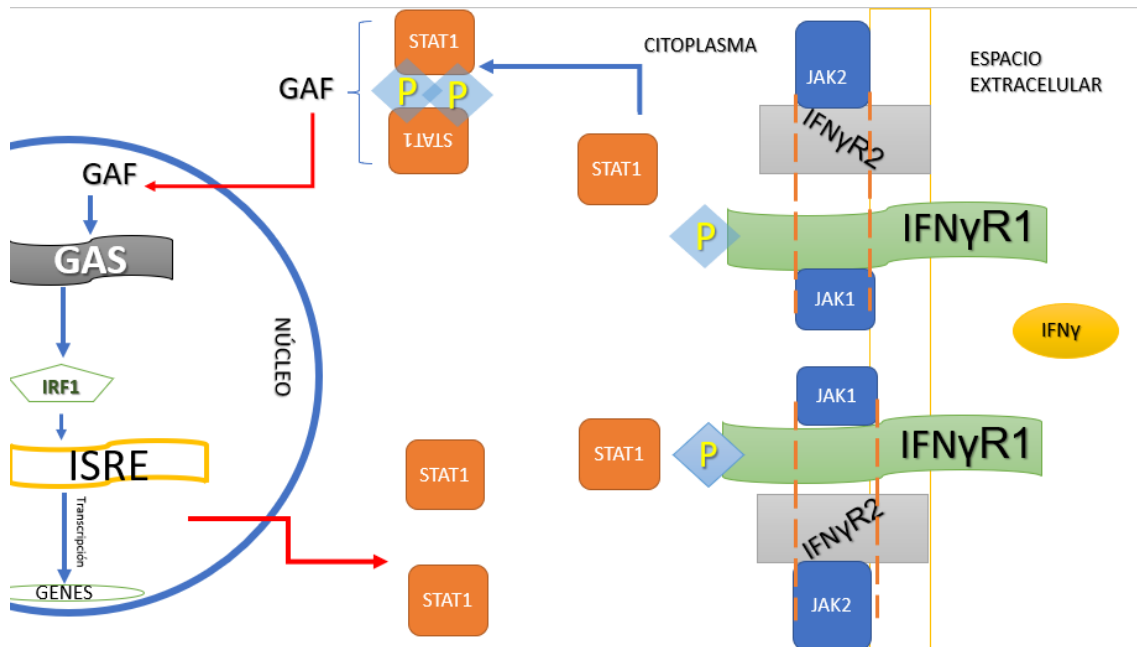 STAT1
P P
STAT1
GAF
CITOPLASMA
JAK2
ESPACIO
EXTRACELULAR
IFNγR2
STAT1
GAF
P
IFNγR1
GAS
JAK1
NÚCLEO
IFNγ
IRF1
JAK1
ISRE
STAT1
STAT1
P
IFNγR1
Transcripción
IFNγR2
GENES
STAT1
JAK2